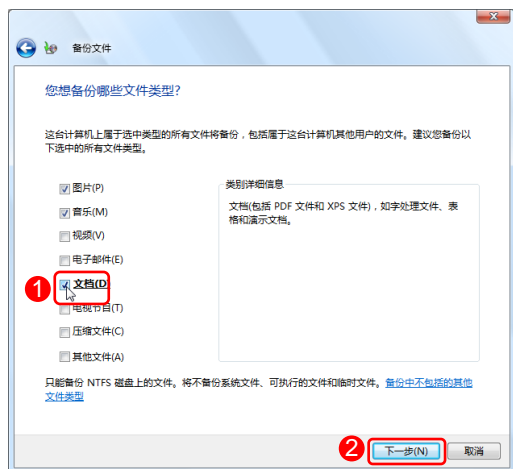 备份文件
您想备份哪些文件类型?
这台计算机上属于选中类型的所有文件将备份，包括属于这台计算机其他用户的文件。建议您备份以
下选中的所有文件类型。
图片(P)
音乐(M)
视频(V)
电子邮件(E)
1
文档(D)
电视节目(T)
压缩文件(C)
其他文件(A)
类别详细信息
文档(包括 PDF 文件和 XPS 文件)，如字处理文件、表
格和演示文档。
只能备份 NTFS 磁盘上的文件。将不备份系统文件、可执行的文件和临时文件。备份中不包括的其他
文件类型
2
下一步(N)
取消